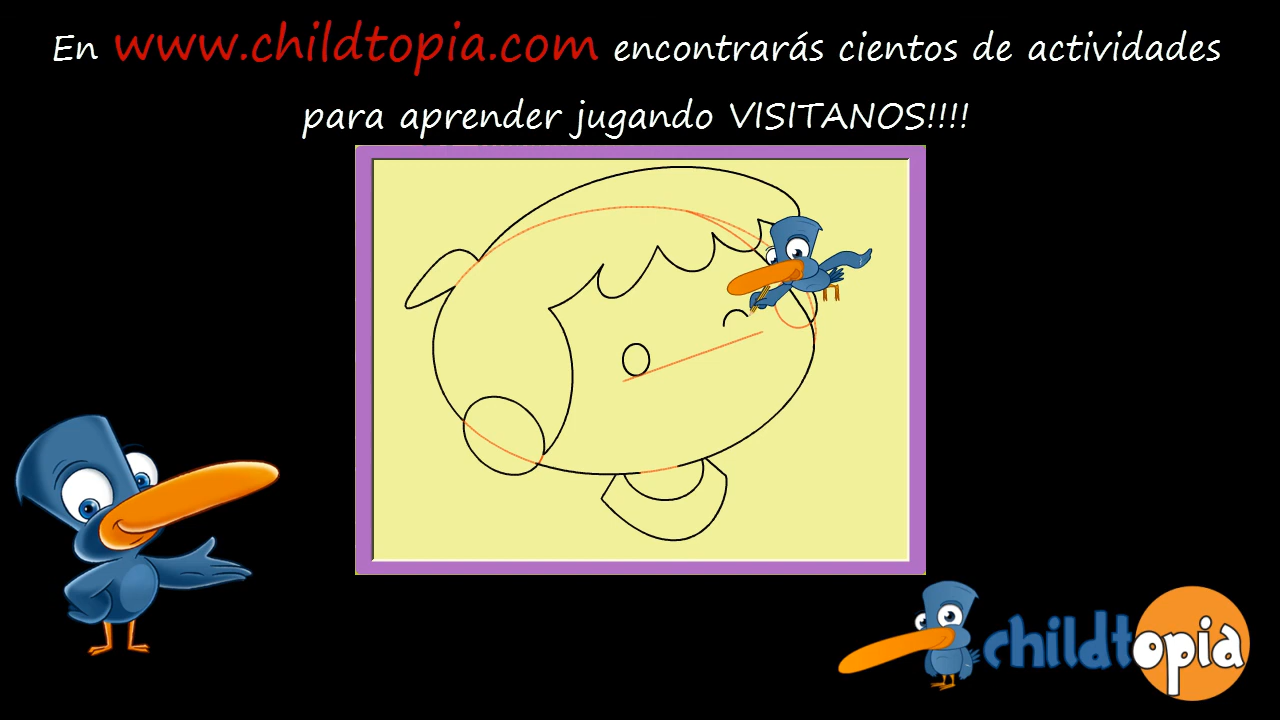 En www.childtopia.com encontrarás cientos de actividades
para aprender jugando VISITANOS!!!!
childtopia